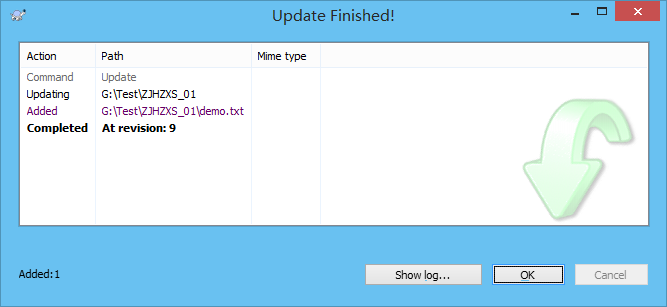 Update Finished!
Action Path Mime type
Command Update
Updating G:\Test\ZJHZXS_01
Added G:\Test\ZJHZXS_01\demo.txt
Completed At revision: 9
Added:1 Show log... OK Cancel